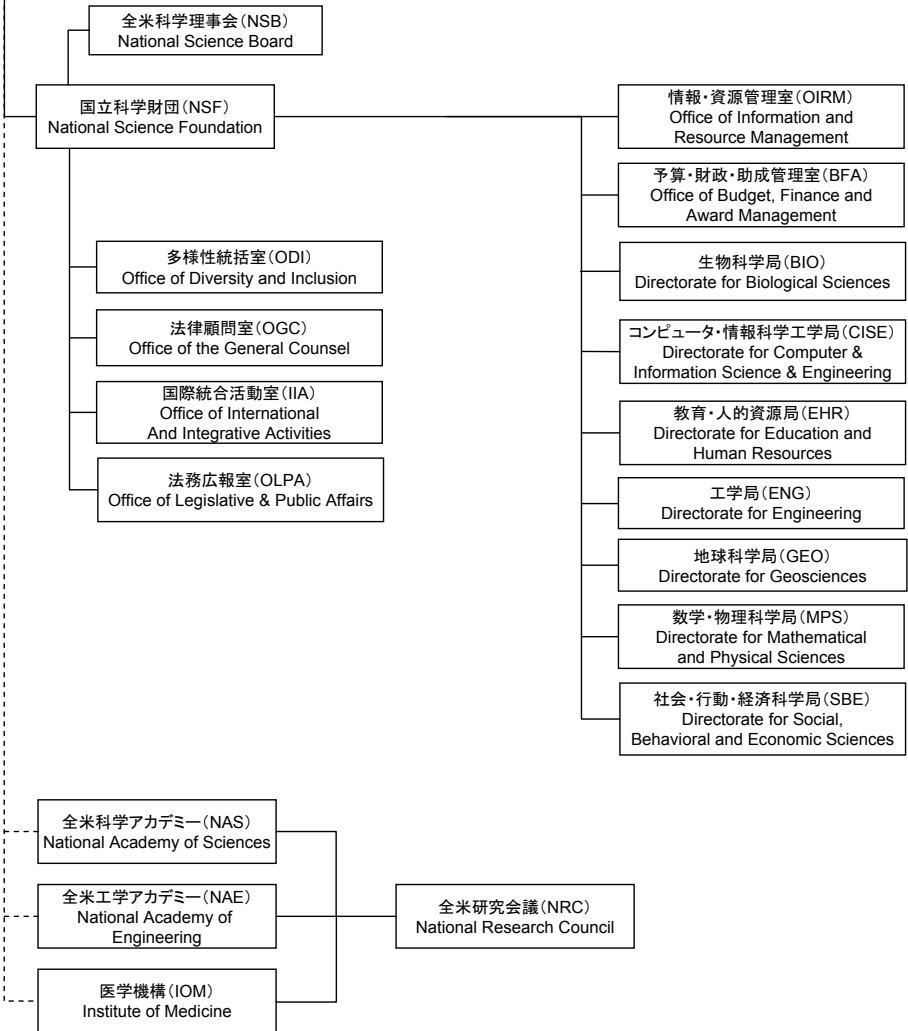 全米科学理事会（NSB）
National Science Board
国立科学財団（NSF）
National Science Foundation
多様性統括室（ODI）
Office of Diversity and Inclusion
法律顧問室（OGC）
Office of the General Counsel
国際統合活動室（IIA）
Office of International
And Integrative Activities
法務広報室（OLPA）
Office of Legislative & Public Affairs
情報・資源管理室（OIRM）
Office of Information and
Resource Management
予算・財政・助成管理室（BFA）
Office of Budget, Finance and
Award Management
生物科学局（BIO）
Directorate for Biological Sciences
コンピュータ・情報科学工学局（CISE）
Directorate for Computer &
Information Science & Engineering
教育・人的資源局（EHR）
Directorate for Education and
Human Resources
工学局（ENG）
Directorate for Engineering
地球科学局（GEO）
Directorate for Geosciences
数学・物理科学局（MPS）
Directorate for Mathematical
and Physical Sciences
社会・行動・経済科学局（SBE）
Directorate for Social,
Behavioral and Economic Sciences
全米科学アカデミー（NAS）
National Academy of Sciences
全米工学アカデミー（NAE）
National Academy of
Engineering
医学機構（IOM）
Institute of Medicine
全米研究会議（NRC）
National Research Council